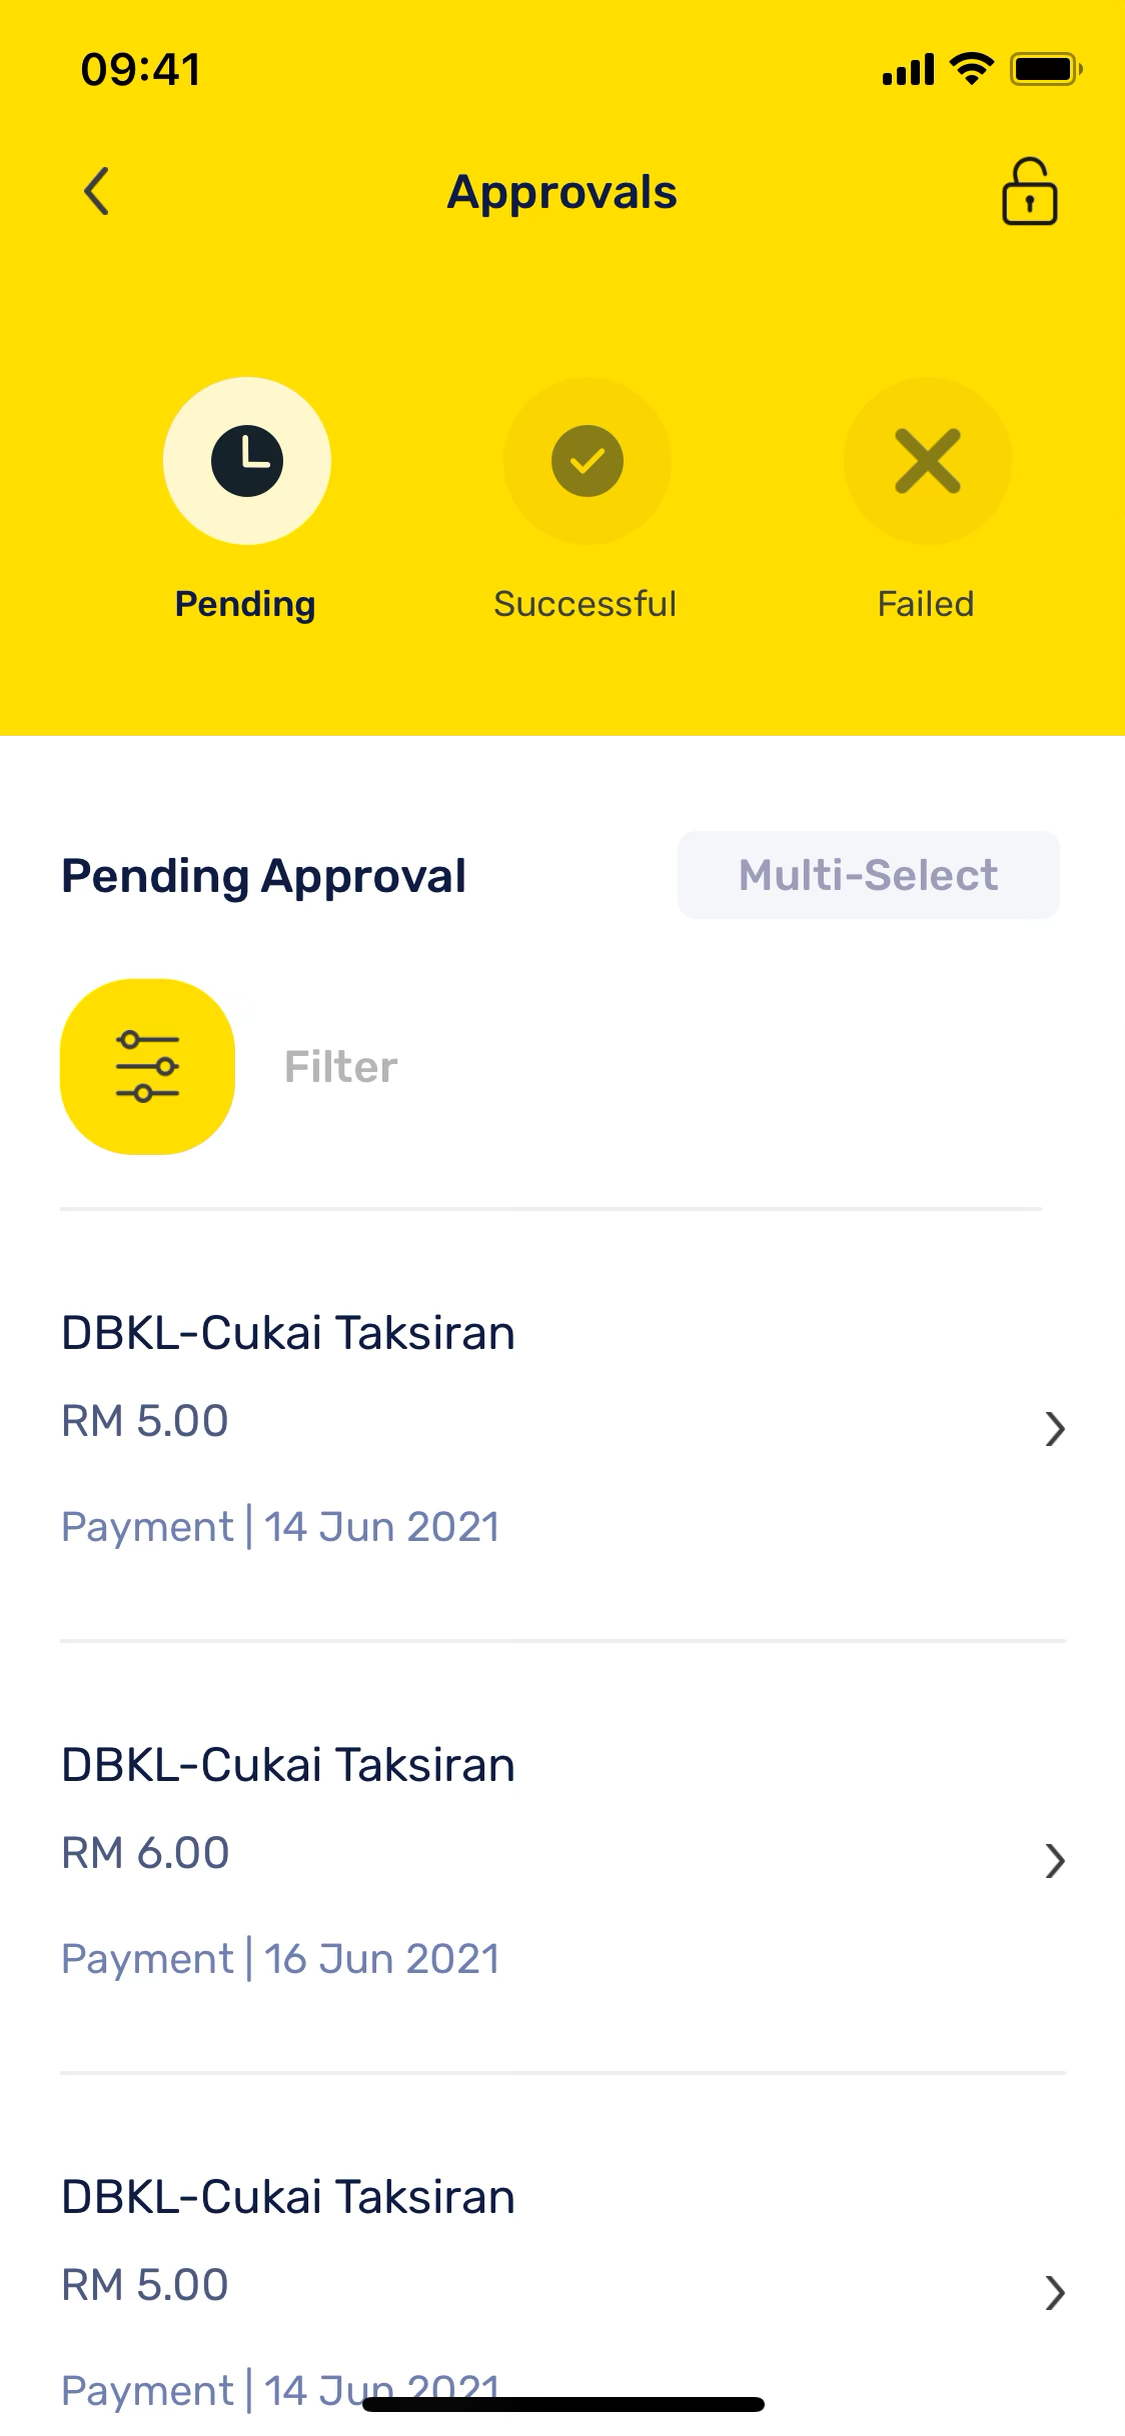 09:41
Approvals
Pending
Successful
Failed
Pending Approval
Multi-Select
Filter
DBKL-Cukai Taksiran
RM 5.00
Payment | 14 Jun 2021
DBKL-Cukai Taksiran
RM 6.00
Payment | 16 Jun 2021
DBKL-Cukai Taksiran
RM 5.00
Payment | 14 Jun 2021